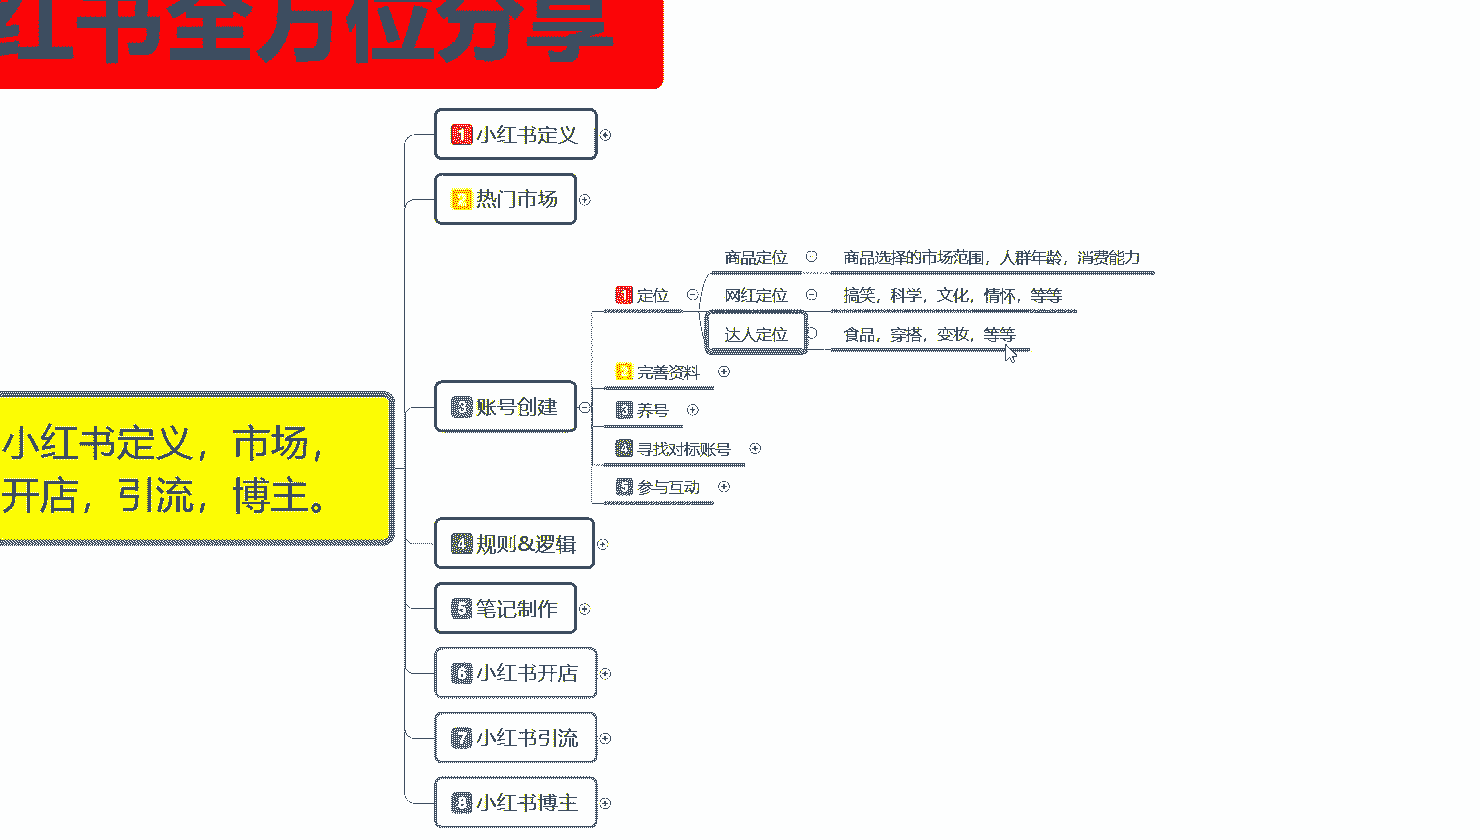 红书全方位分享
1 小红书定义
2 热门市场
商品定位 商品选择的市场范围，人群年龄，消费能力
1 定位 网红定位 搞笑，科学，文化，情怀，等等
达人定位 食品，穿搭，变妆，等等
2 完善资料
3 账号创建
3 养号
4 寻找对标账号
5 参与互动
小红书定义，市场，
开店，引流，博主。
4 规则&逻辑
5 笔记制作
6 小红书开店
7 小红书引流
8 小红书博主